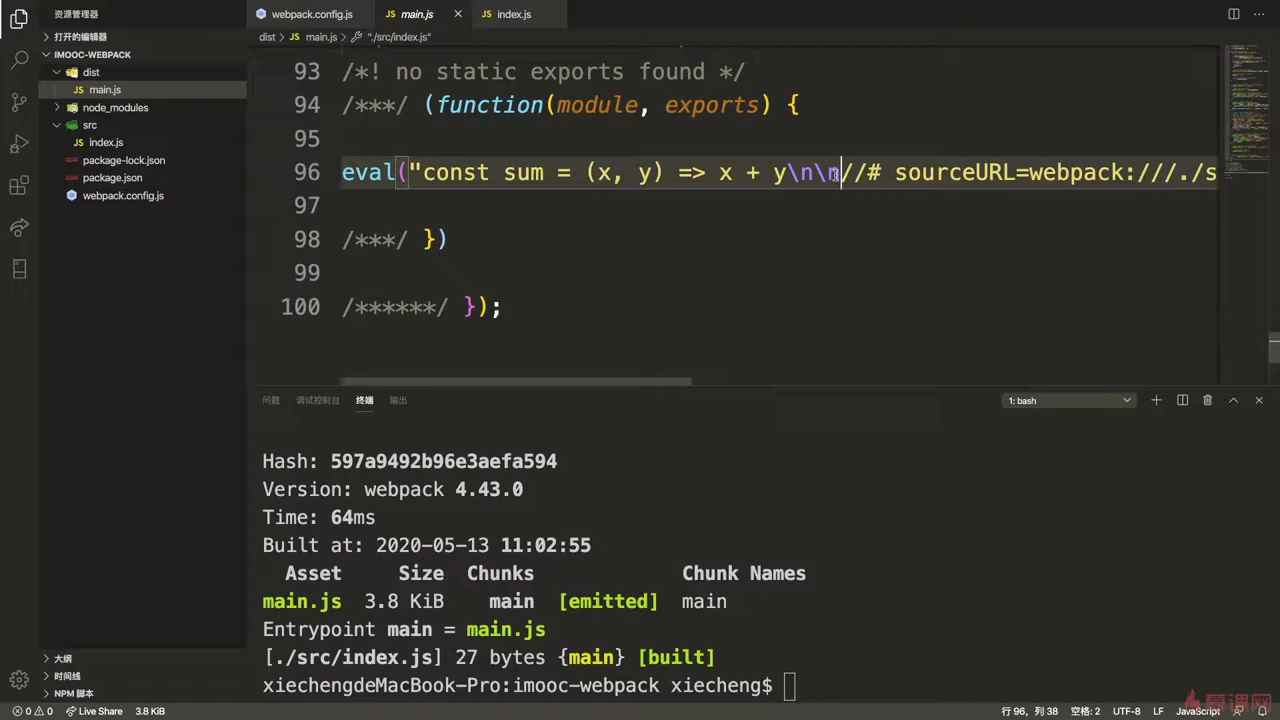 资源管理器
webpack.config.js
main.js
index.js
打开的编辑器
dist > main.js > "./src/index.js"
IMOOC-WEBPACK
dist
main.js
node_modules
src
index.js
package-lock.json
package.json
webpack.config.js
93 /*! no static exports found */
94 /***/ (function(module, exports) {
95
96 eval("const sum = (x, y) => x + y\n\n//# sourceURL=webpack:///./s
97
98 /***/ })
99
100 /******/ });
问题 调试控制台 终端 输出
1: bash
Hash: 597a9492b96e3aefa594
Version: webpack 4.43.0
Time: 64ms
Built at: 2020-05-13 11:02:55
Asset Size Chunks Chunk Names
main.js 3.8 KiB main [emitted] main
Entrypoint main = main.js
[./src/index.js] 27 bytes {main} [built]
xiechengdeMacBook-Pro:imooc-webpack xiecheng$
大纲
时间线
NPM 脚本
0 0 Live Share 3.8 KiB
行 96, 列 38 空格: 2 UTF-8 LF JavaScript
慕课网